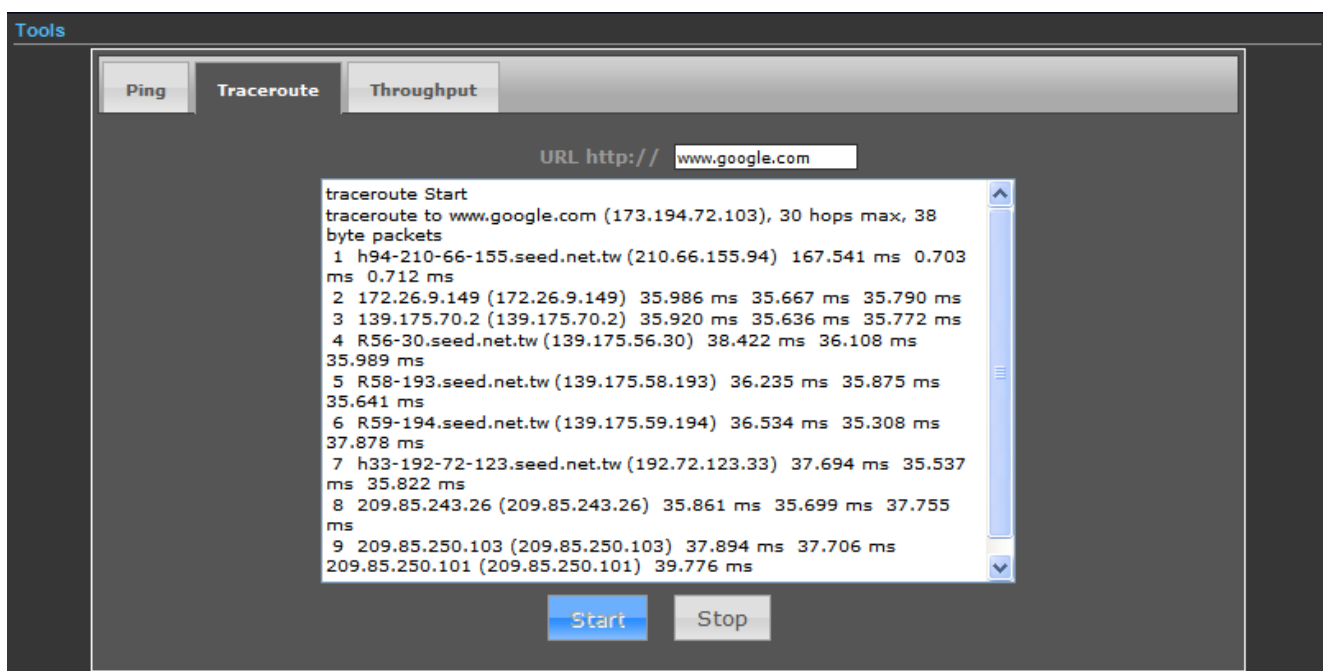 Tools
Ping Traceroute Throughput
URL http:// www.google.com
traceroute Start
traceroute to www.google.com (173.194.72.103), 30 hops max, 38
byte packets
1 h94-210-66-155.seed.net.tw (210.66.155.94) 167.541 ms 0.703
ms 0.712 ms
2 172.26.9.149 (172.26.9.149) 35.986 ms 35.667 ms 35.790 ms
3 139.175.70.2 (139.175.70.2) 35.920 ms 35.636 ms 35.772 ms
4 R56-30.seed.net.tw (139.175.56.30) 38.422 ms 36.108 ms
35.989 ms
5 R58-193.seed.net.tw (139.175.58.193) 36.235 ms 35.875 ms
35.641 ms
6 R59-194.seed.net.tw (139.175.59.194) 36.534 ms 35.308 ms
37.878 ms
7 h33-192-72-123.seed.net.tw (192.72.123.33) 37.694 ms 35.537
ms 35.822 ms
8 209.85.243.26 (209.85.243.26) 35.861 ms 35.699 ms 37.755
ms
9 209.85.250.103 (209.85.250.103) 37.894 ms 37.706 ms
209.85.250.101 (209.85.250.101) 39.776 ms
Start Stop